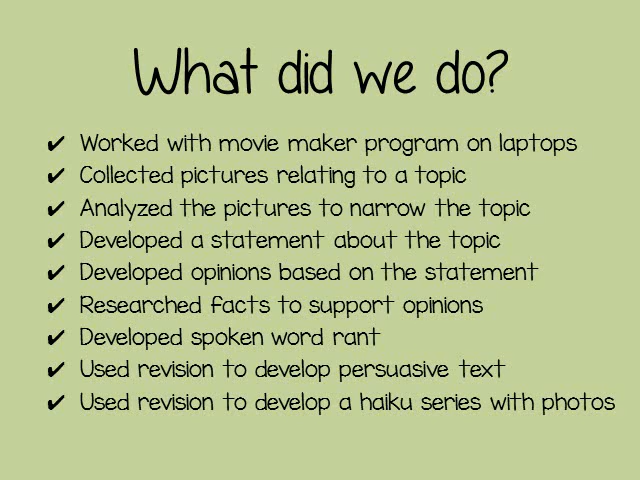 What did we do?
✔ Worked with movie maker program on laptops
✔ Collected pictures relating to a topic
✔ Analyzed the pictures to narrow the topic
✔ Developed a statement about the topic
✔ Developed opinions based on the statement
✔ Researched facts to support opinions
✔ Developed spoken word rant
✔ Used revision to develop persuasive text
✔ Used revision to develop a haiku series with photos